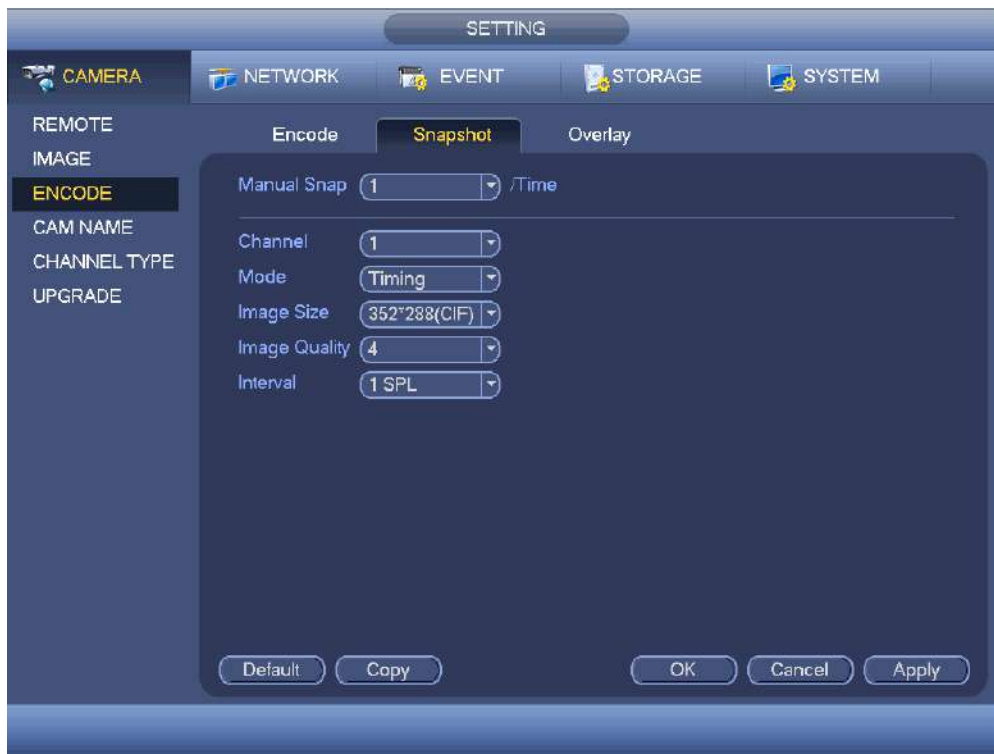 SETTING
CAMERA NETWORK EVENT STORAGE SYSTEM
REMOTE
IMAGE
ENCODE
CAM NAME
CHANNEL TYPE
UPGRADE
Encode Snapshot Overlay
Manual Snap 1 /Time
Channel 1
Mode Timing
Image Size 352*288(CIF)
Image Quality 4
Interval 1 SPL
Default Copy OK Cancel Apply